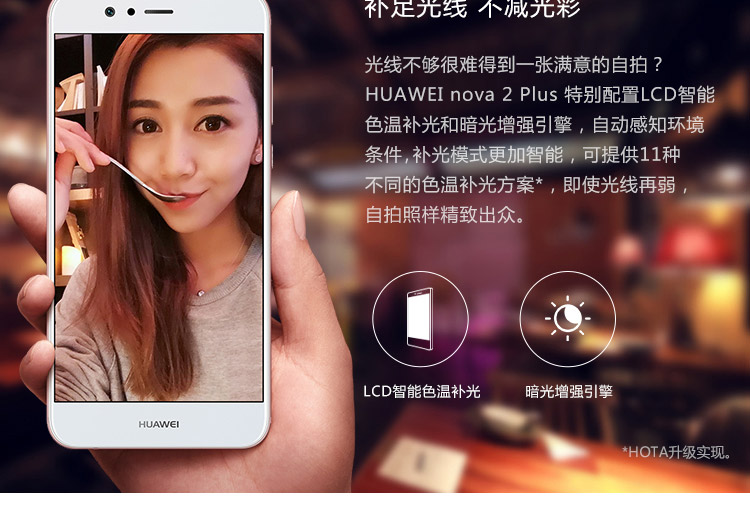 补足光线 不减光彩
光线不够很难得到一张满意的自拍？
HUAWEI nova 2 Plus 特别配置LCD智能
色温补光和暗光增强引擎，自动感知环境
条件,补光模式更加智能，可提供11种
不同的色温补光方案*，即使光线再弱，
自拍照样精致出众。
LCD智能色温补光
暗光增强引擎
HUAWEI
*HOTA升级实现。